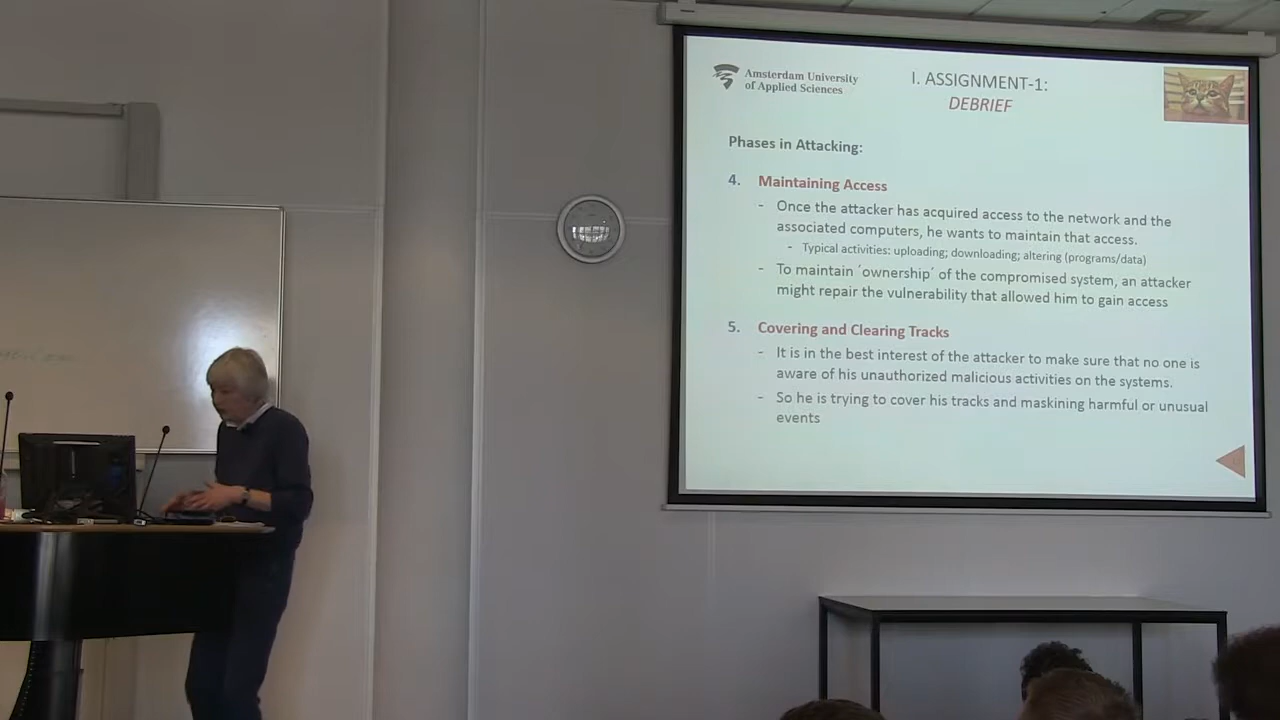 Amsterdam University
of Applied Sciences
I. ASSIGNMENT-1:
DEBRIEF
Phases in Attacking:
4. Maintaining Access
- Once the attacker has acquired access to the network and the
associated computers, he wants to maintain that access.
- Typical activities: uploading; downloading; altering (programs/data)
- To maintain ´ownership´ of the compromised system, an attacker
might repair the vulnerability that allowed him to gain access
5. Covering and Clearing Tracks
- It is in the best interest of the attacker to make sure that no one is
aware of his unauthorized malicious activities on the systems.
- So he is trying to cover his tracks and maskining harmful or unusual
events